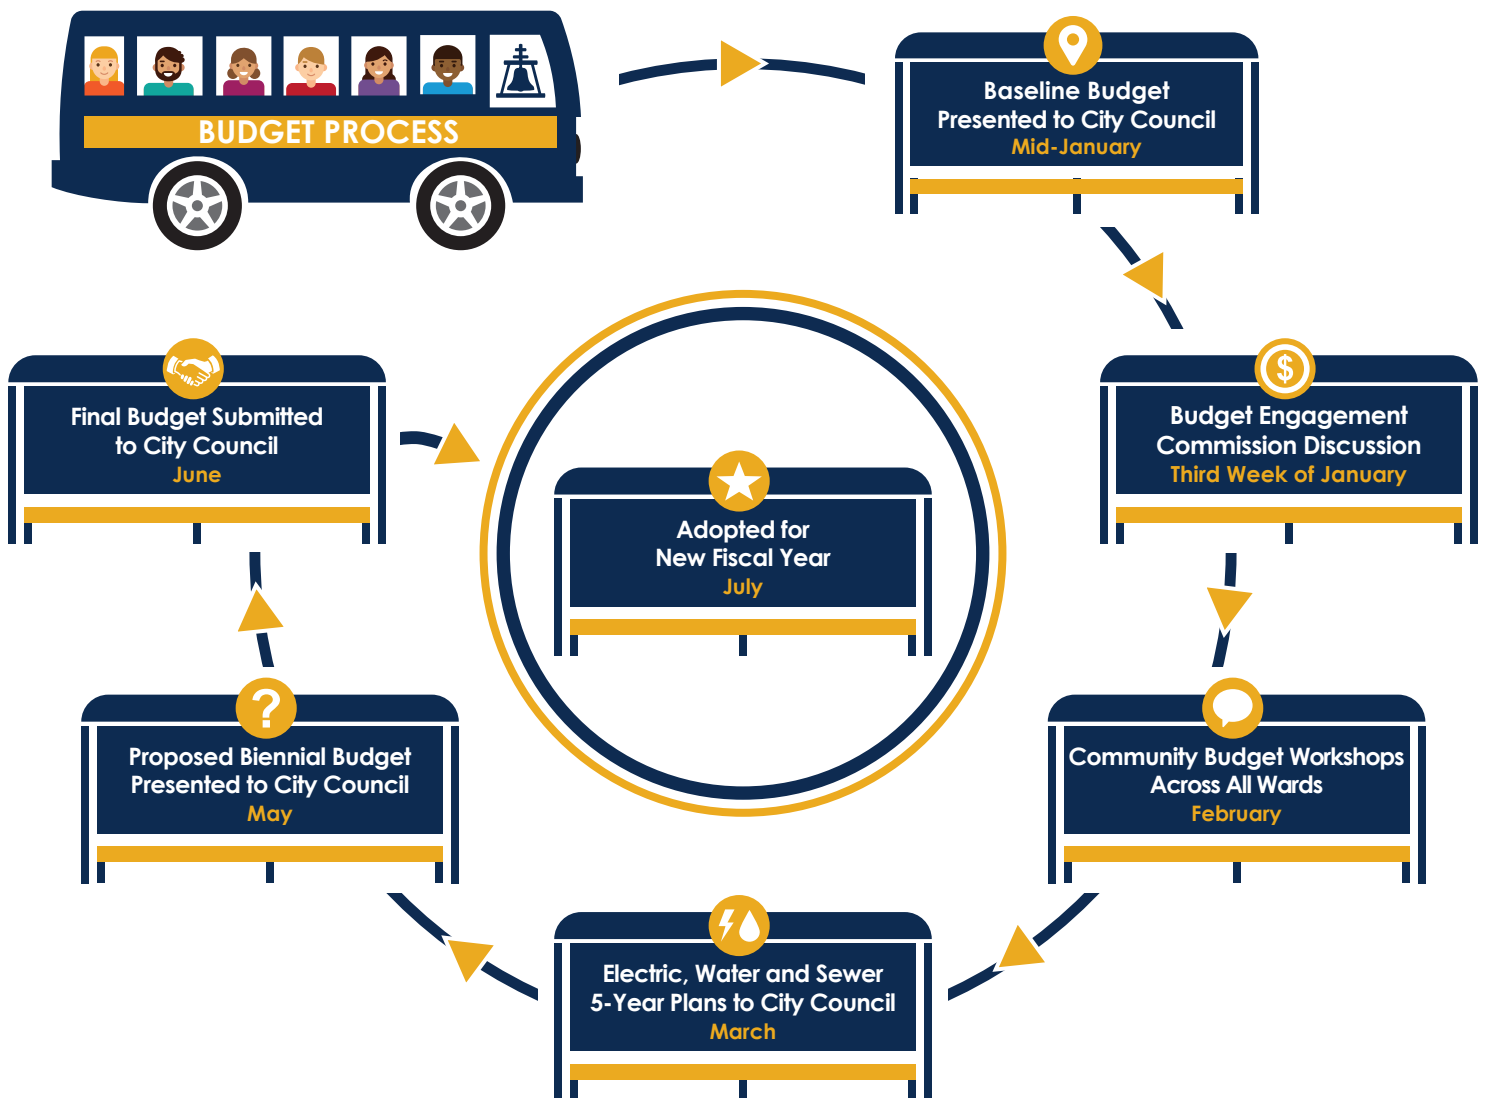 BUDGET PROCESS
Baseline Budget
Presented to City Council
Mid-January
$
Budget Engagement
Commission Discussion
Third Week of January
Community Budget Workshops
Across All Wards
February
Electric, Water and Sewer
5-Year Plans to City Council
March
?
Proposed Biennial Budget
Presented to City Council
May
Final Budget Submitted
to City Council
June
Adopted for
New Fiscal Year
July